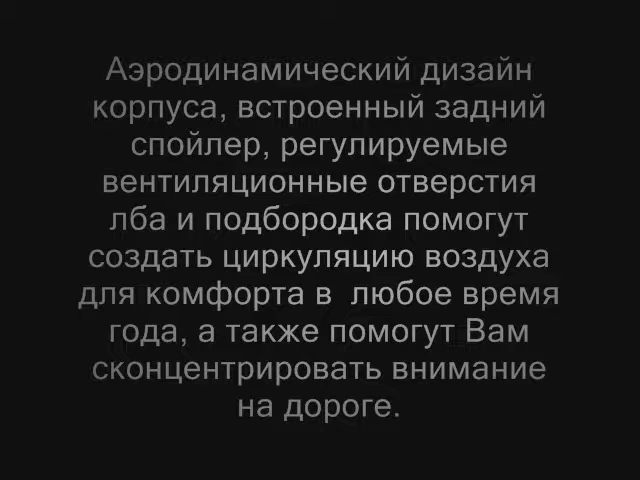 Аэродинамический дизайн
корпуса, встроенный задний
спойлер, регулируемые
вентиляционные отверстия
лба и подбородка помогут
создать циркуляцию воздуха
для комфорта в  любое время
года, а также помогут Вам
сконцентрировать внимание
на дороге.